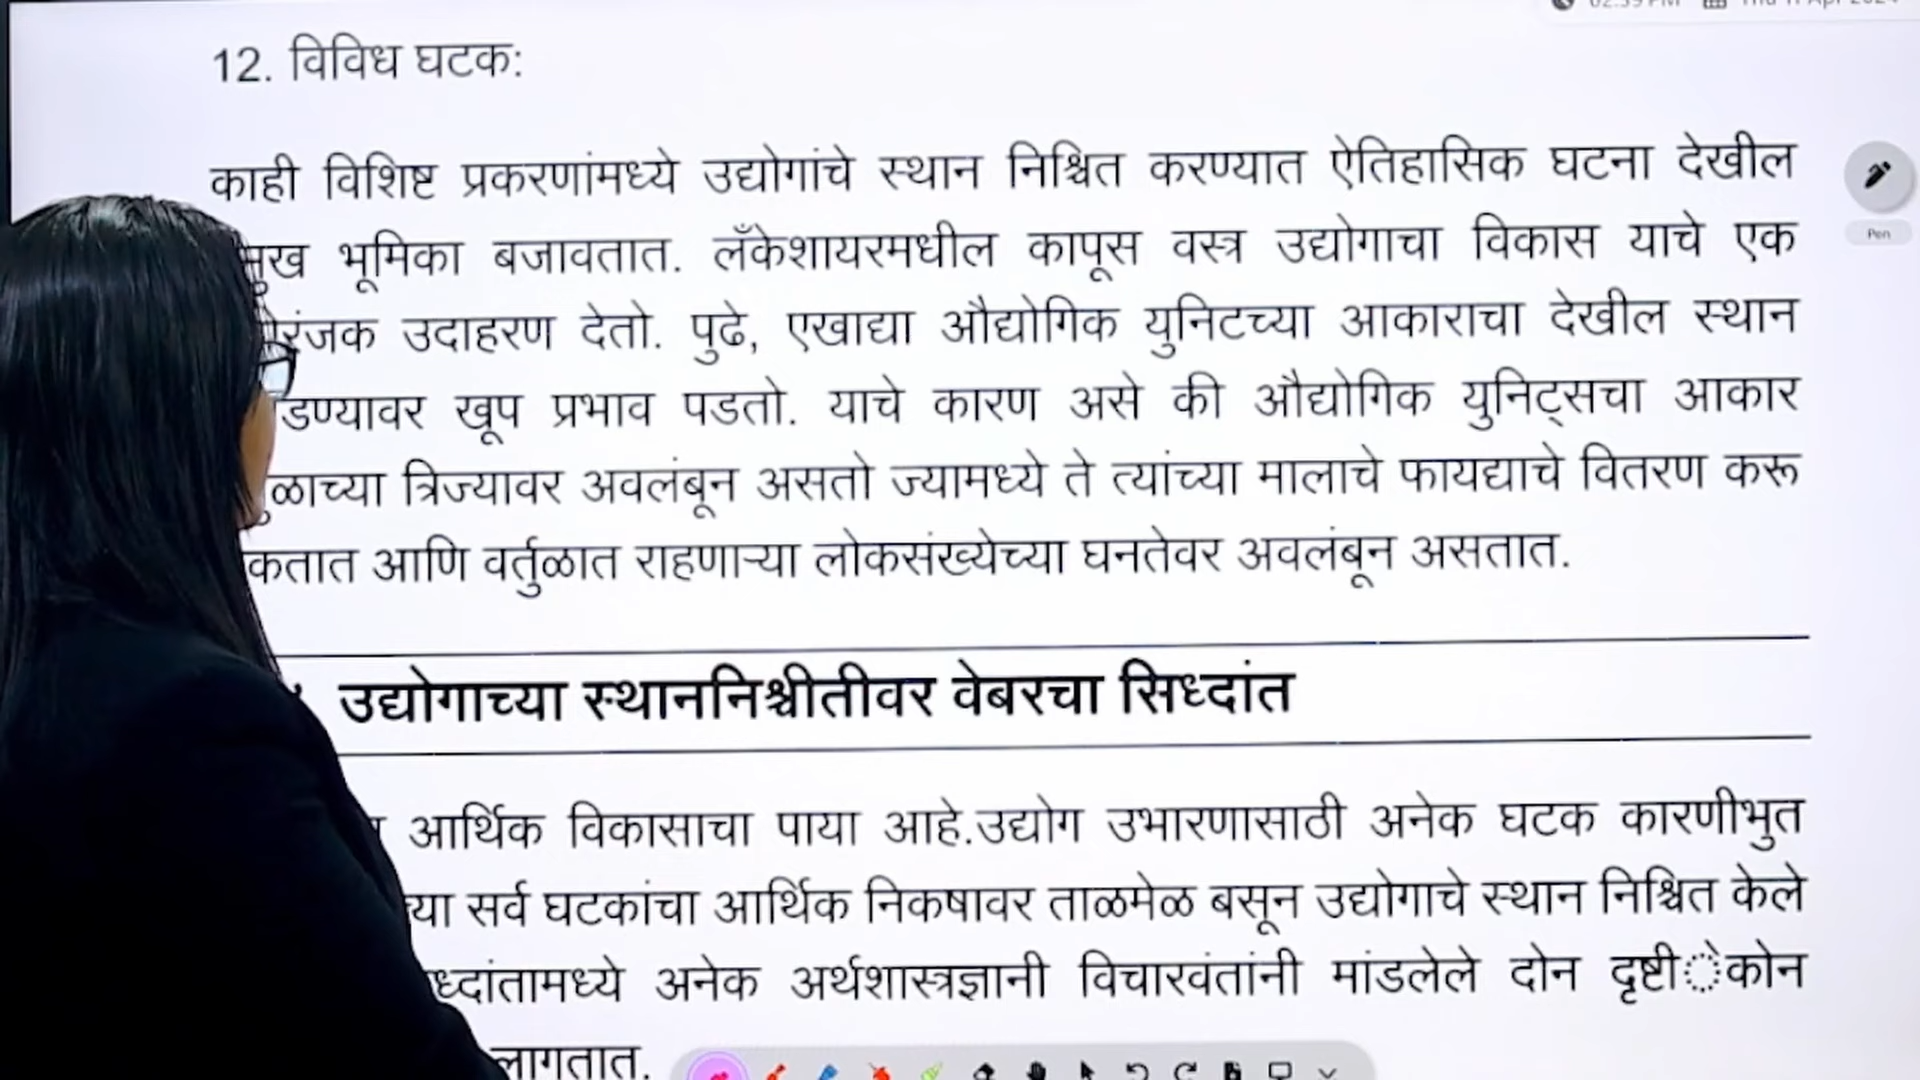 12. विविध घटक:
काही विशिष्ट प्रकरणांमध्ये उद्योगांचे स्थान निश्चित करण्यात ऐतिहासिक घटना देखील
भूमिका बजावतात. लँकेशायरमधील कापूस वस्त्र उद्योगाचा विकास याचे एक
उदाहरण देतो. पुढे, एखाद्या औद्योगिक युनिटच्या आकाराचा देखील स्थान
खूप प्रभाव पडतो. याचे कारण असे की औद्योगिक युनिट्सचा आकार
त्रिज्यावर अवलंबून असतो ज्यामध्ये ते त्यांच्या मालाचे फायद्याचे वितरण करू
आणि वर्तुळात राहणाऱ्या लोकसंख्येच्या घनतेवर अवलंबून असतात.
उद्योगाच्या स्थाननिश्चीतीवर वेबरचा सिध्दांत
आर्थिक विकासाचा पाया आहे.उद्योग उभारणासाठी अनेक घटक कारणीभुत
सर्व घटकांचा आर्थिक निकषावर ताळमेळ बसून उद्योगाचे स्थान निश्चित केले
अनेक अर्थशास्त्रज्ञानी विचारवंतांनी मांडलेले दोन दृष्टीेकोन
लागतात.
Pen